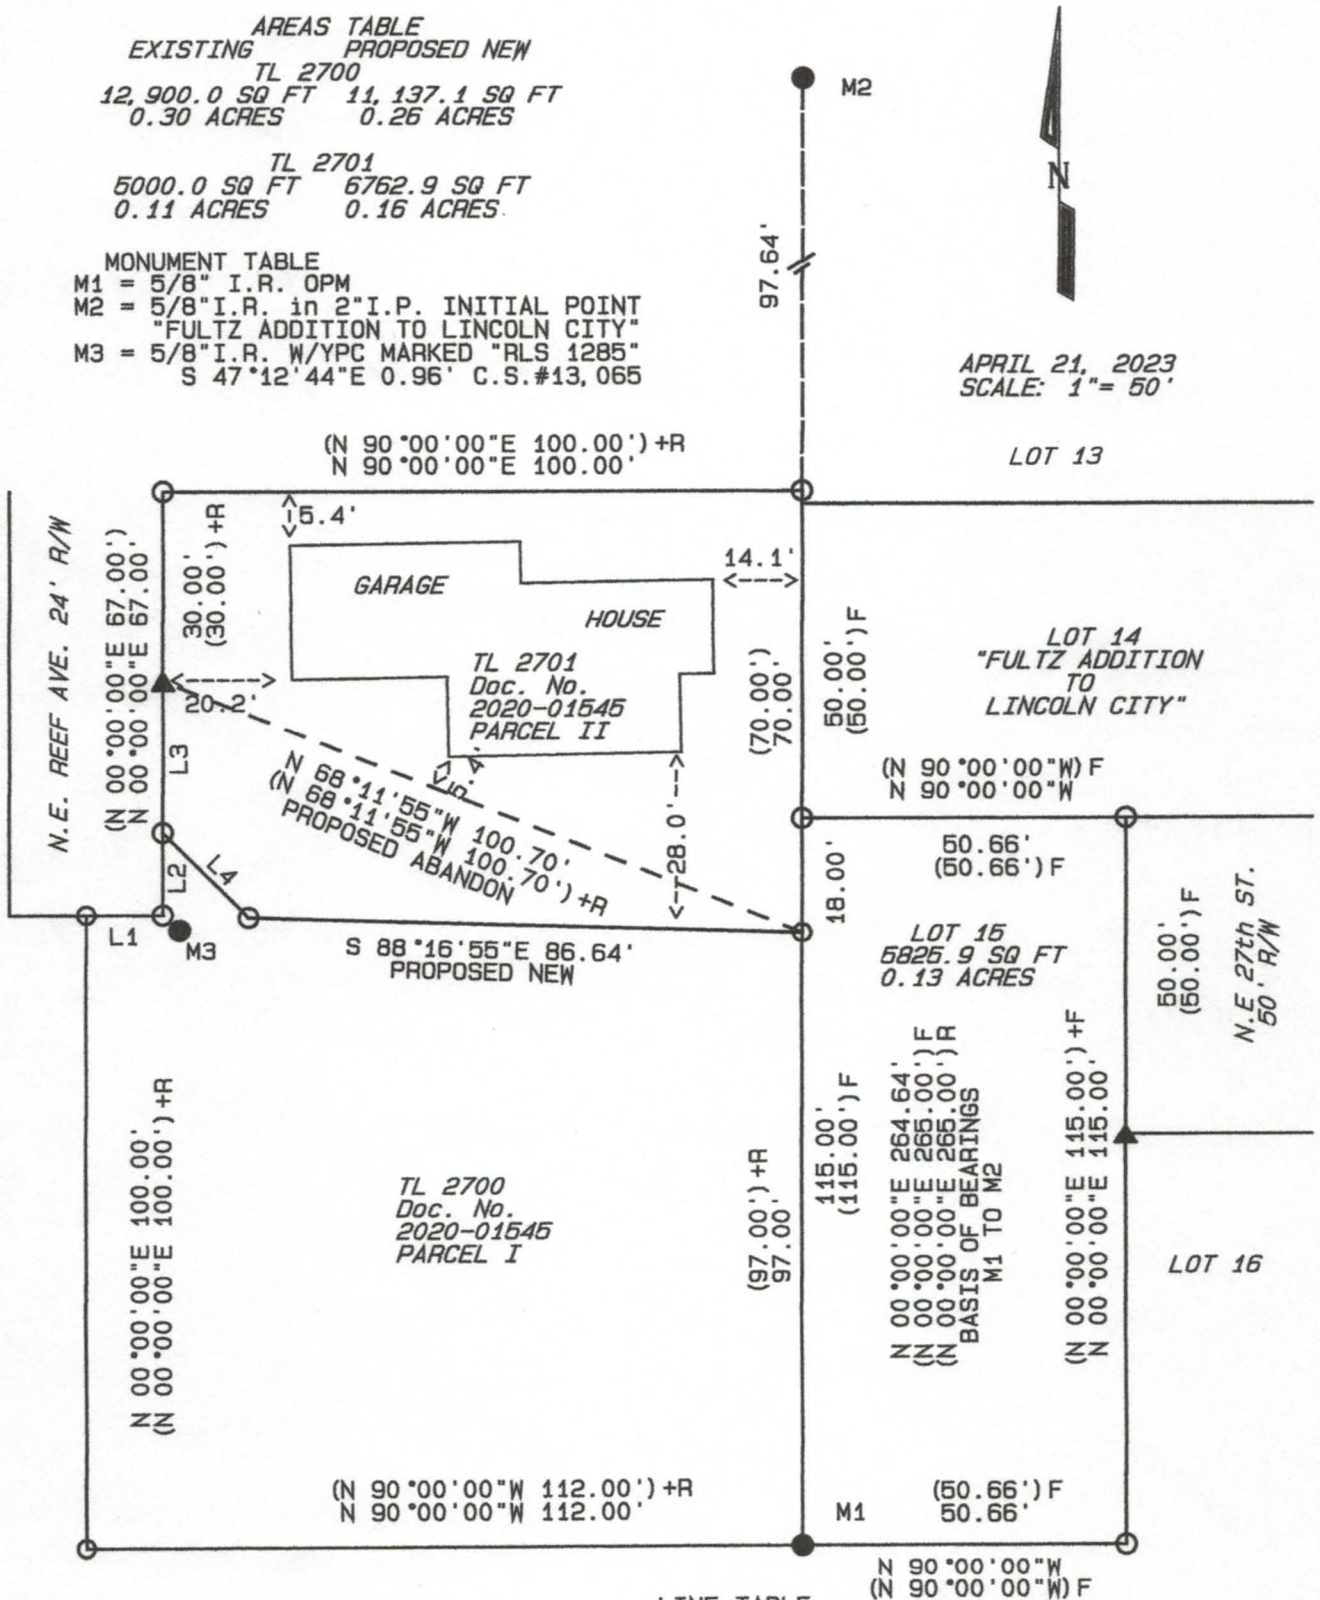 AREAS TABLE
EXISTING PROPOSED NEW
TL 2700
12,900.0 SQ FT 11,137.1 SQ FT
0.30 ACRES 0.26 ACRES
TL 2701
5000.0 SQ FT 6762.9 SQ FT
0.11 ACRES 0.16 ACRES
MONUMENT TABLE
M1 = 5/8" I.R. OPM
M2 = 5/8"I.R. in 2"I.P. INITIAL POINT
"FULTZ ADDITION TO LINCOLN CITY"
M3 = 5/8"I.R. W/YPC MARKED "RLS 1285"
S 47°12'44"E 0.96' C.S.#13,065
M2
97.64'
N
APRIL 21, 2023
SCALE: 1"= 50'
LOT 13
(N 90°00'00"E 100.00')+R
N 90°00'00"E 100.00'
N.E. REEF AVE. 24' R/W
(N 00°00'00"E 67.00')
N 00°00'00"E 67.00'
30.00'
(30.00')+R
5.4'
GARAGE
HOUSE
14.1'
TL 2701
Doc. No.
2020-01545
PARCEL II
20.2'
5.4'
28.0'
L3
L2
L4
L1
M3
N 68°11'55"W 100.70'
(N 68°11'55"W 100.70')+R
PROPOSED ABANDON
S 88°16'55"E 86.64'
PROPOSED NEW
(70.00')
70.00'
50.00'
(50.00')F
LOT 14
"FULTZ ADDITION
TO
LINCOLN CITY"
(N 90°00'00"W)F
N 90°00'00"W
50.66'
(50.66')F
18.00'
LOT 15
5825.9 SQ FT
0.13 ACRES
50.00'
(50.00')F
N.E 27th ST.
50' R/W
N 00°00'00"E 100.00'
(N 00°00'00"E 100.00')+R
TL 2700
Doc. No.
2020-01545
PARCEL I
(97.00')+R
97.00'
115.00'
(115.00')F
N 00°00'00"E 264.64'
(N 00°00'00"E 265.00')F
(N 00°00'00"E 265.00')R
BASIS OF BEARINGS
M1 TO M2
(N 00°00'00"E 115.00')+F
N 00°00'00"E 115.00'
LOT 16
(N 90°00'00"W 112.00')+R
N 90°00'00"W 112.00'
M1
(50.66')F
50.66'
N 90°00'00"W
(N 90°00'00"W)F
LINE TABLE